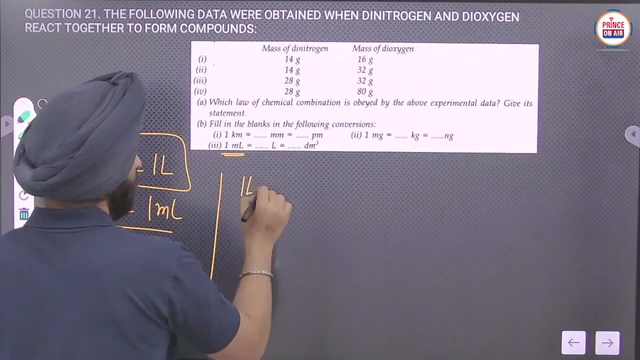 QUESTION 21. THE FOLLOWING DATA WERE OBTAINED WHEN DINITROGEN AND DIOXYGEN
REACT TOGETHER TO FORM COMPOUNDS:
PRINCE
ON AIR
Mass of dinitrogen Mass of dioxygen
(i) 14 g 16 g
(ii) 14 g 32 g
(iii) 28 g 32 g
(iv) 28 g 80 g
(a) Which law of chemical combination is obeyed by the above experimental data? Give its
statement.
(b) Fill in the blanks in the following conversions:
(i) 1 km = ...... mm = ...... pm (ii) 1 mg = ...... kg = ......ng
(iii) 1 mL = ...... L = ...... dm³
= 1L
= 1mL
1L